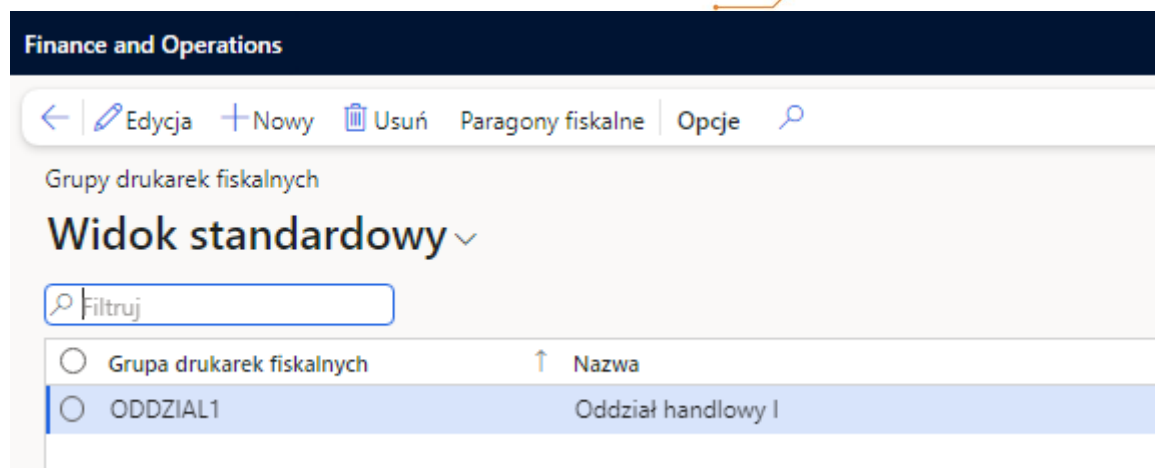 Finance and Operations
Edycja Nowy Usuń Paragony fiskalne Opcje
Grupy drukarek fiskalnych
Widok standardowy
Filtruj
Grupa drukarek fiskalnych Nazwa
ODDZIAL1 Oddział handlowy I